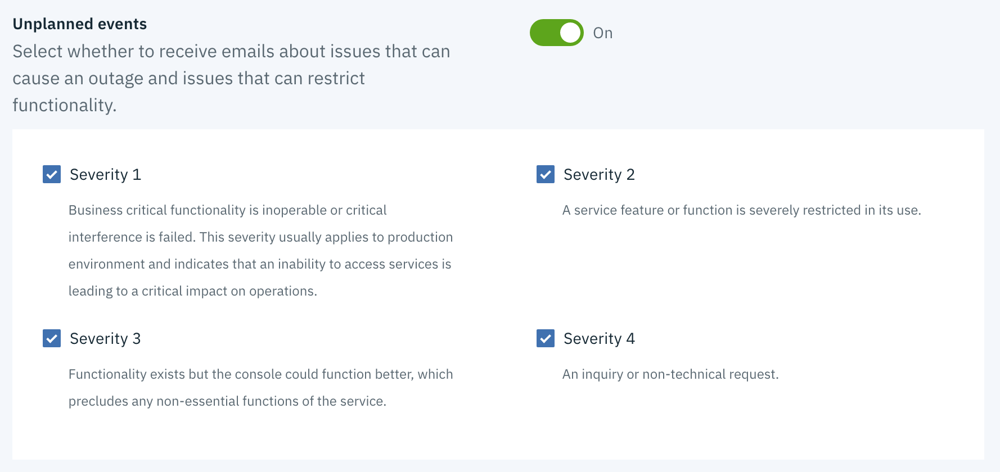 Unplanned events
On
Select whether to receive emails about issues that can
cause an outage and issues that can restrict
functionality.
Severity 1
Business critical functionality is inoperable or critical
interference is failed. This severity usually applies to production
environment and indicates that an inability to access services is
leading to a critical impact on operations.
Severity 2
A service feature or function is severely restricted in its use.
Severity 3
Functionality exists but the console could function better, which
precludes any non-essential functions of the service.
Severity 4
An inquiry or non-technical request.